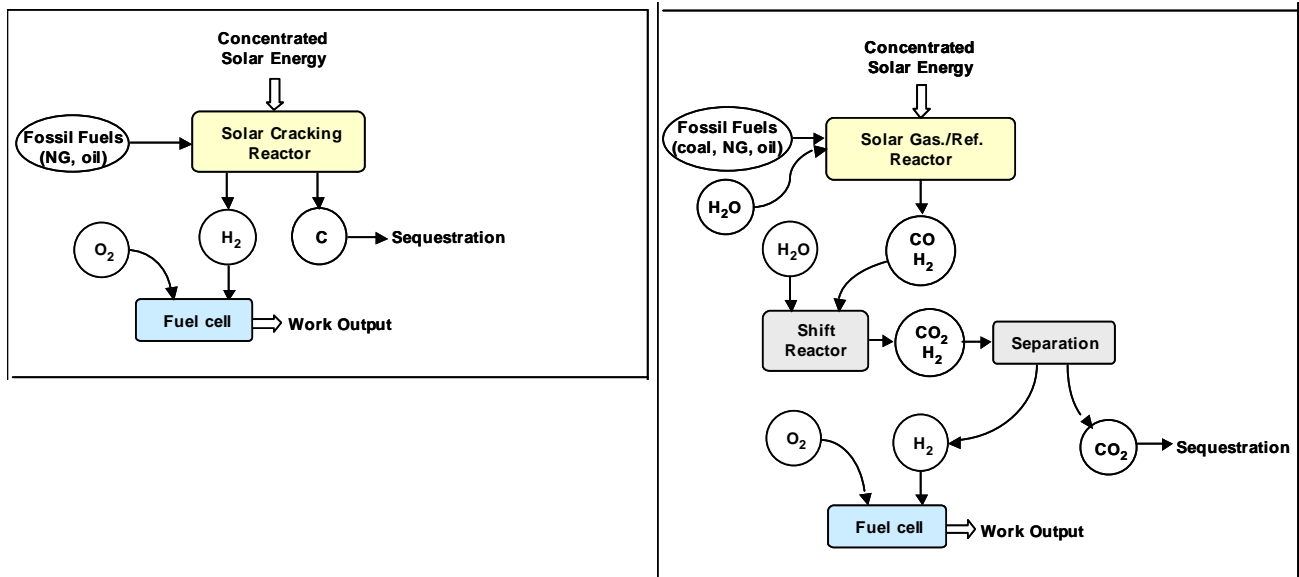 Concentrated
Solar Energy
Fossil Fuels
(NG, oil)
Solar Cracking
Reactor
O2
H2
C
Sequestration
Fuel cell
Work Output
Concentrated
Solar Energy
Fossil Fuels
(coal, NG, oil)
Solar Gas./Ref.
Reactor
H2O
H2O
CO
H2
Shift
Reactor
CO2
H2
Separation
O2
H2
CO2
Sequestration
Fuel cell
Work Output